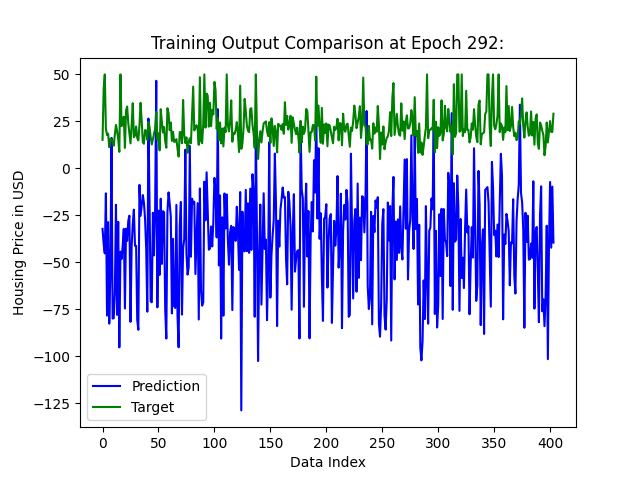 Training Output Comparison at Epoch 292:
50
25
0
−25
−50
−75
−100
−125
Housing Price in USD
Prediction
Target
0 50 100 150 200 250 300 350 400
Data Index